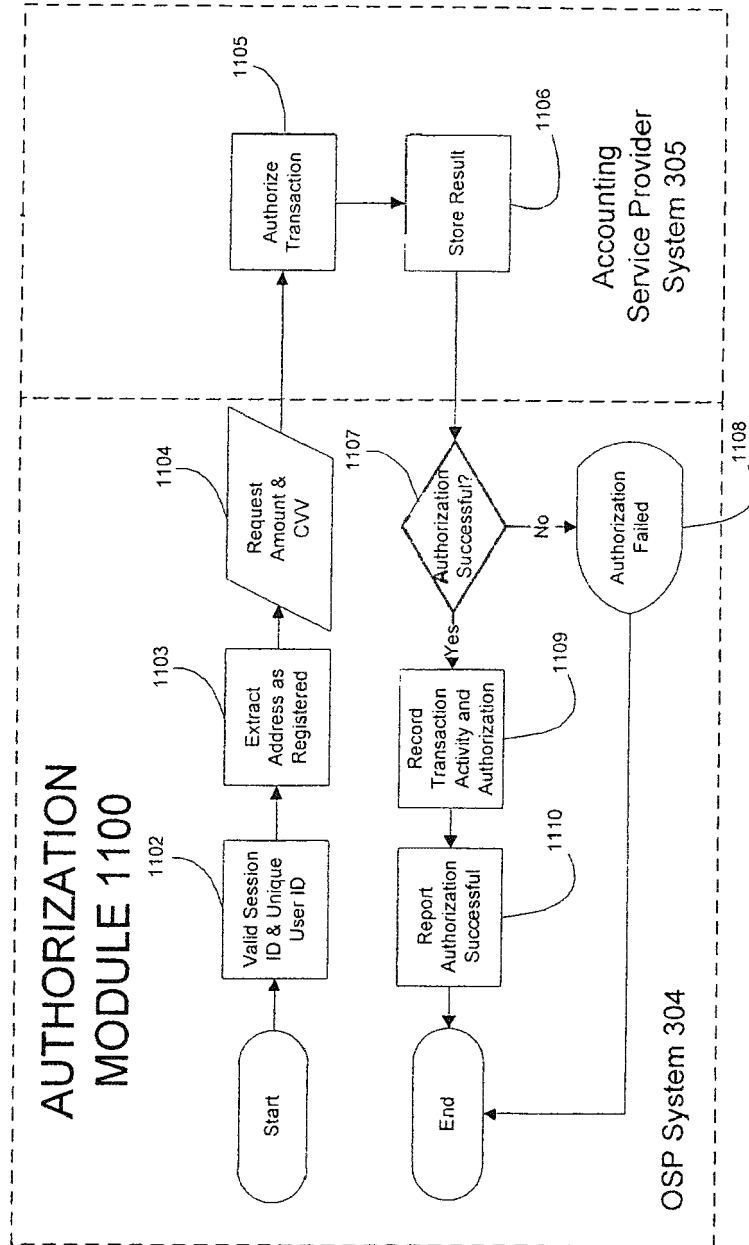 AUTHORIZATION
MODULE 1100
Start
1102
Valid Session
ID & Unique
User ID
1103
Extract
Address as
Registered
1104
Request
Amount &
CVV
1105
Authorize
Transaction
1106
Store Result
1107
Authorization
Successful?
Yes
No
1108
Authorization
Failed
1109
Record
Transaction
Activity and
Authorization
1110
Report
Authorization
Successful
End
OSP System 304
Accounting
Service Provider
System 305